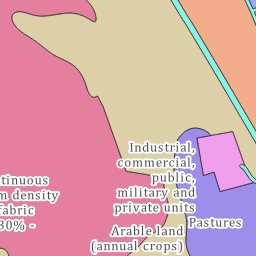 Industrial,
commercial,
public,
military and
private units
Arable land
(annual crops)
Pastures
tinuous
m density
fabric
30% -